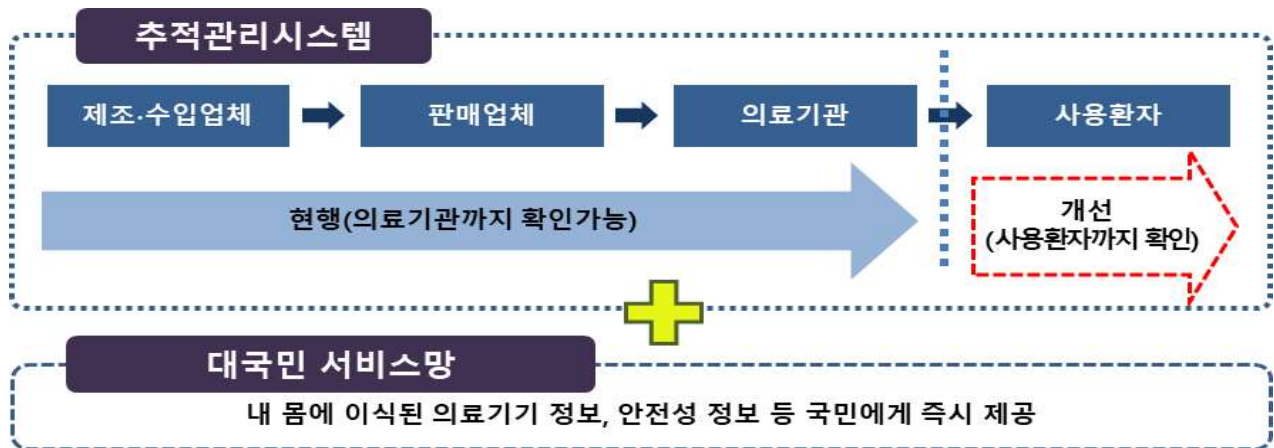 추적관리시스템
제조·수입업체
판매업체
의료기관
사용환자
현행(의료기관까지 확인가능)
개선
(사용환자까지 확인)
대국민 서비스망
내 몸에 이식된 의료기기 정보, 안전성 정보 등 국민에게 즉시 제공